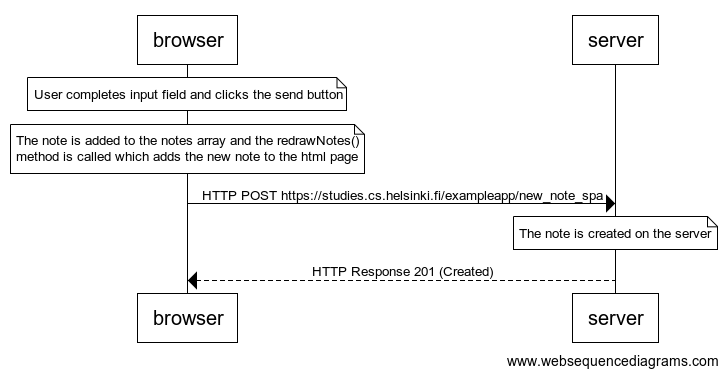 browser
server
User completes input field and clicks the send button
The note is added to the notes array and the redrawNotes()
method is called which adds the new note to the html page
HTTP POST https://studies.cs.helsinki.fi/exampleapp/new_note_spa
The note is created on the server
HTTP Response 201 (Created)
browser
server
www.websequencediagrams.com